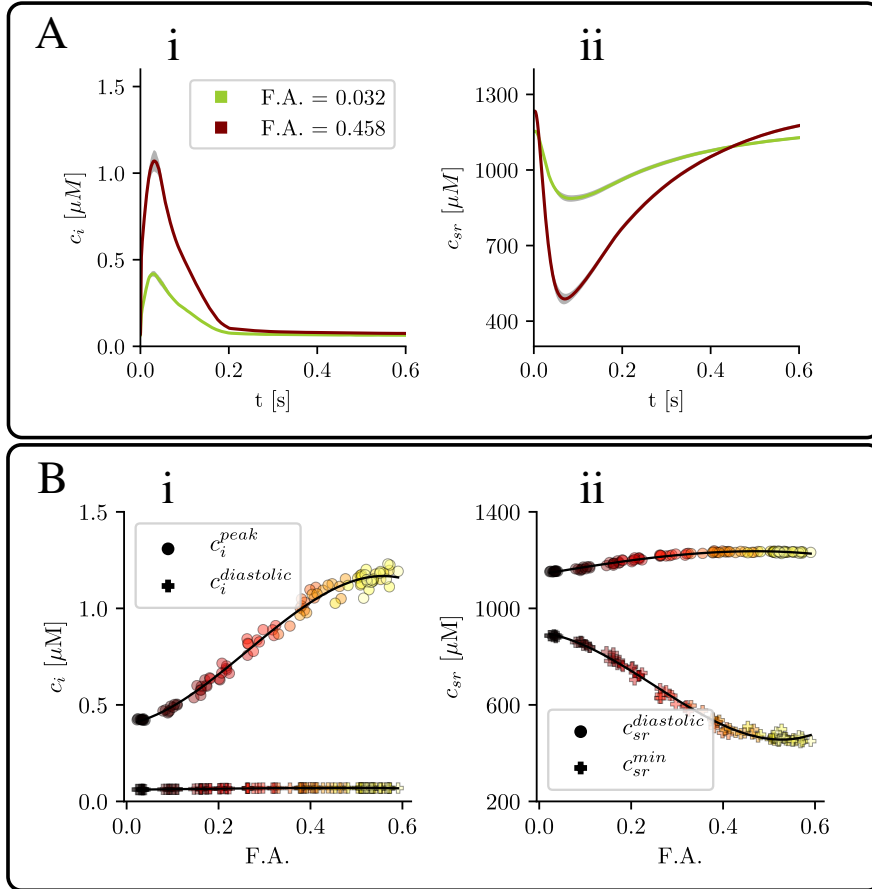 A
i
ii
1.5
1.0
0.5
0.0
c_i [μM]
F.A. = 0.032
F.A. = 0.458
0.0 0.2 0.4 0.6
t [s]
1300
1000
700
400
c_sr [μM]
0.0 0.2 0.4 0.6
t [s]
B
i
ii
1.5
1.0
0.5
0.0
c_i [μM]
c_i^peak
c_i^diastolic
0.0 0.2 0.4 0.6
F.A.
1400
1000
600
200
c_sr [μM]
c_sr^diastolic
c_sr^min
0.0 0.2 0.4 0.6
F.A.